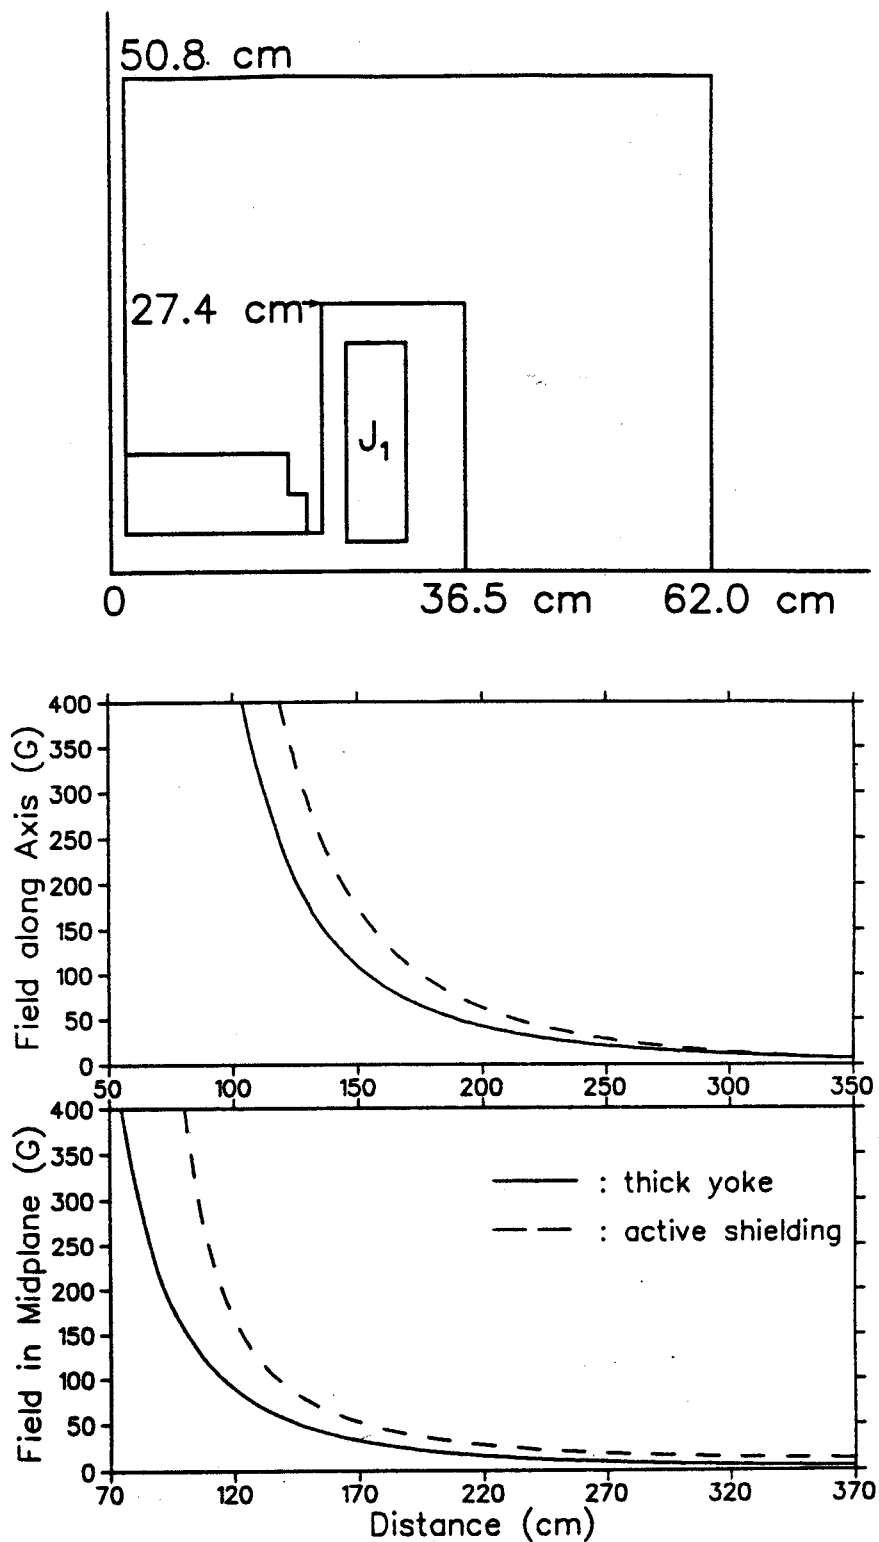 50.8 cm
27.4 cm
J1
0 36.5 cm 62.0 cm
Field along Axis (G)
400
350
300
250
200
150
100
50
0
50 100 150 200 250 300 350
Field in Midplane (G)
400
350
300
250
200
150
100
50
0
: thick yoke
: active shielding
70 120 170 220 270 320 370
Distance (cm)